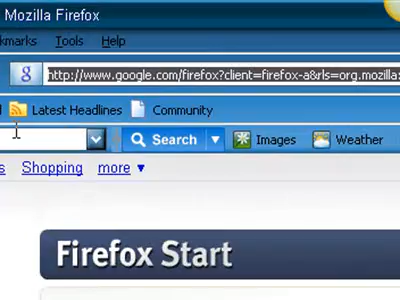 Mozilla Firefox
Tools Help
g http://www.google.com/firefox?client=firefox-a&rls=org.mozilla:
Latest Headlines Community
Search Images Weather
Shopping more ▼
Firefox Start